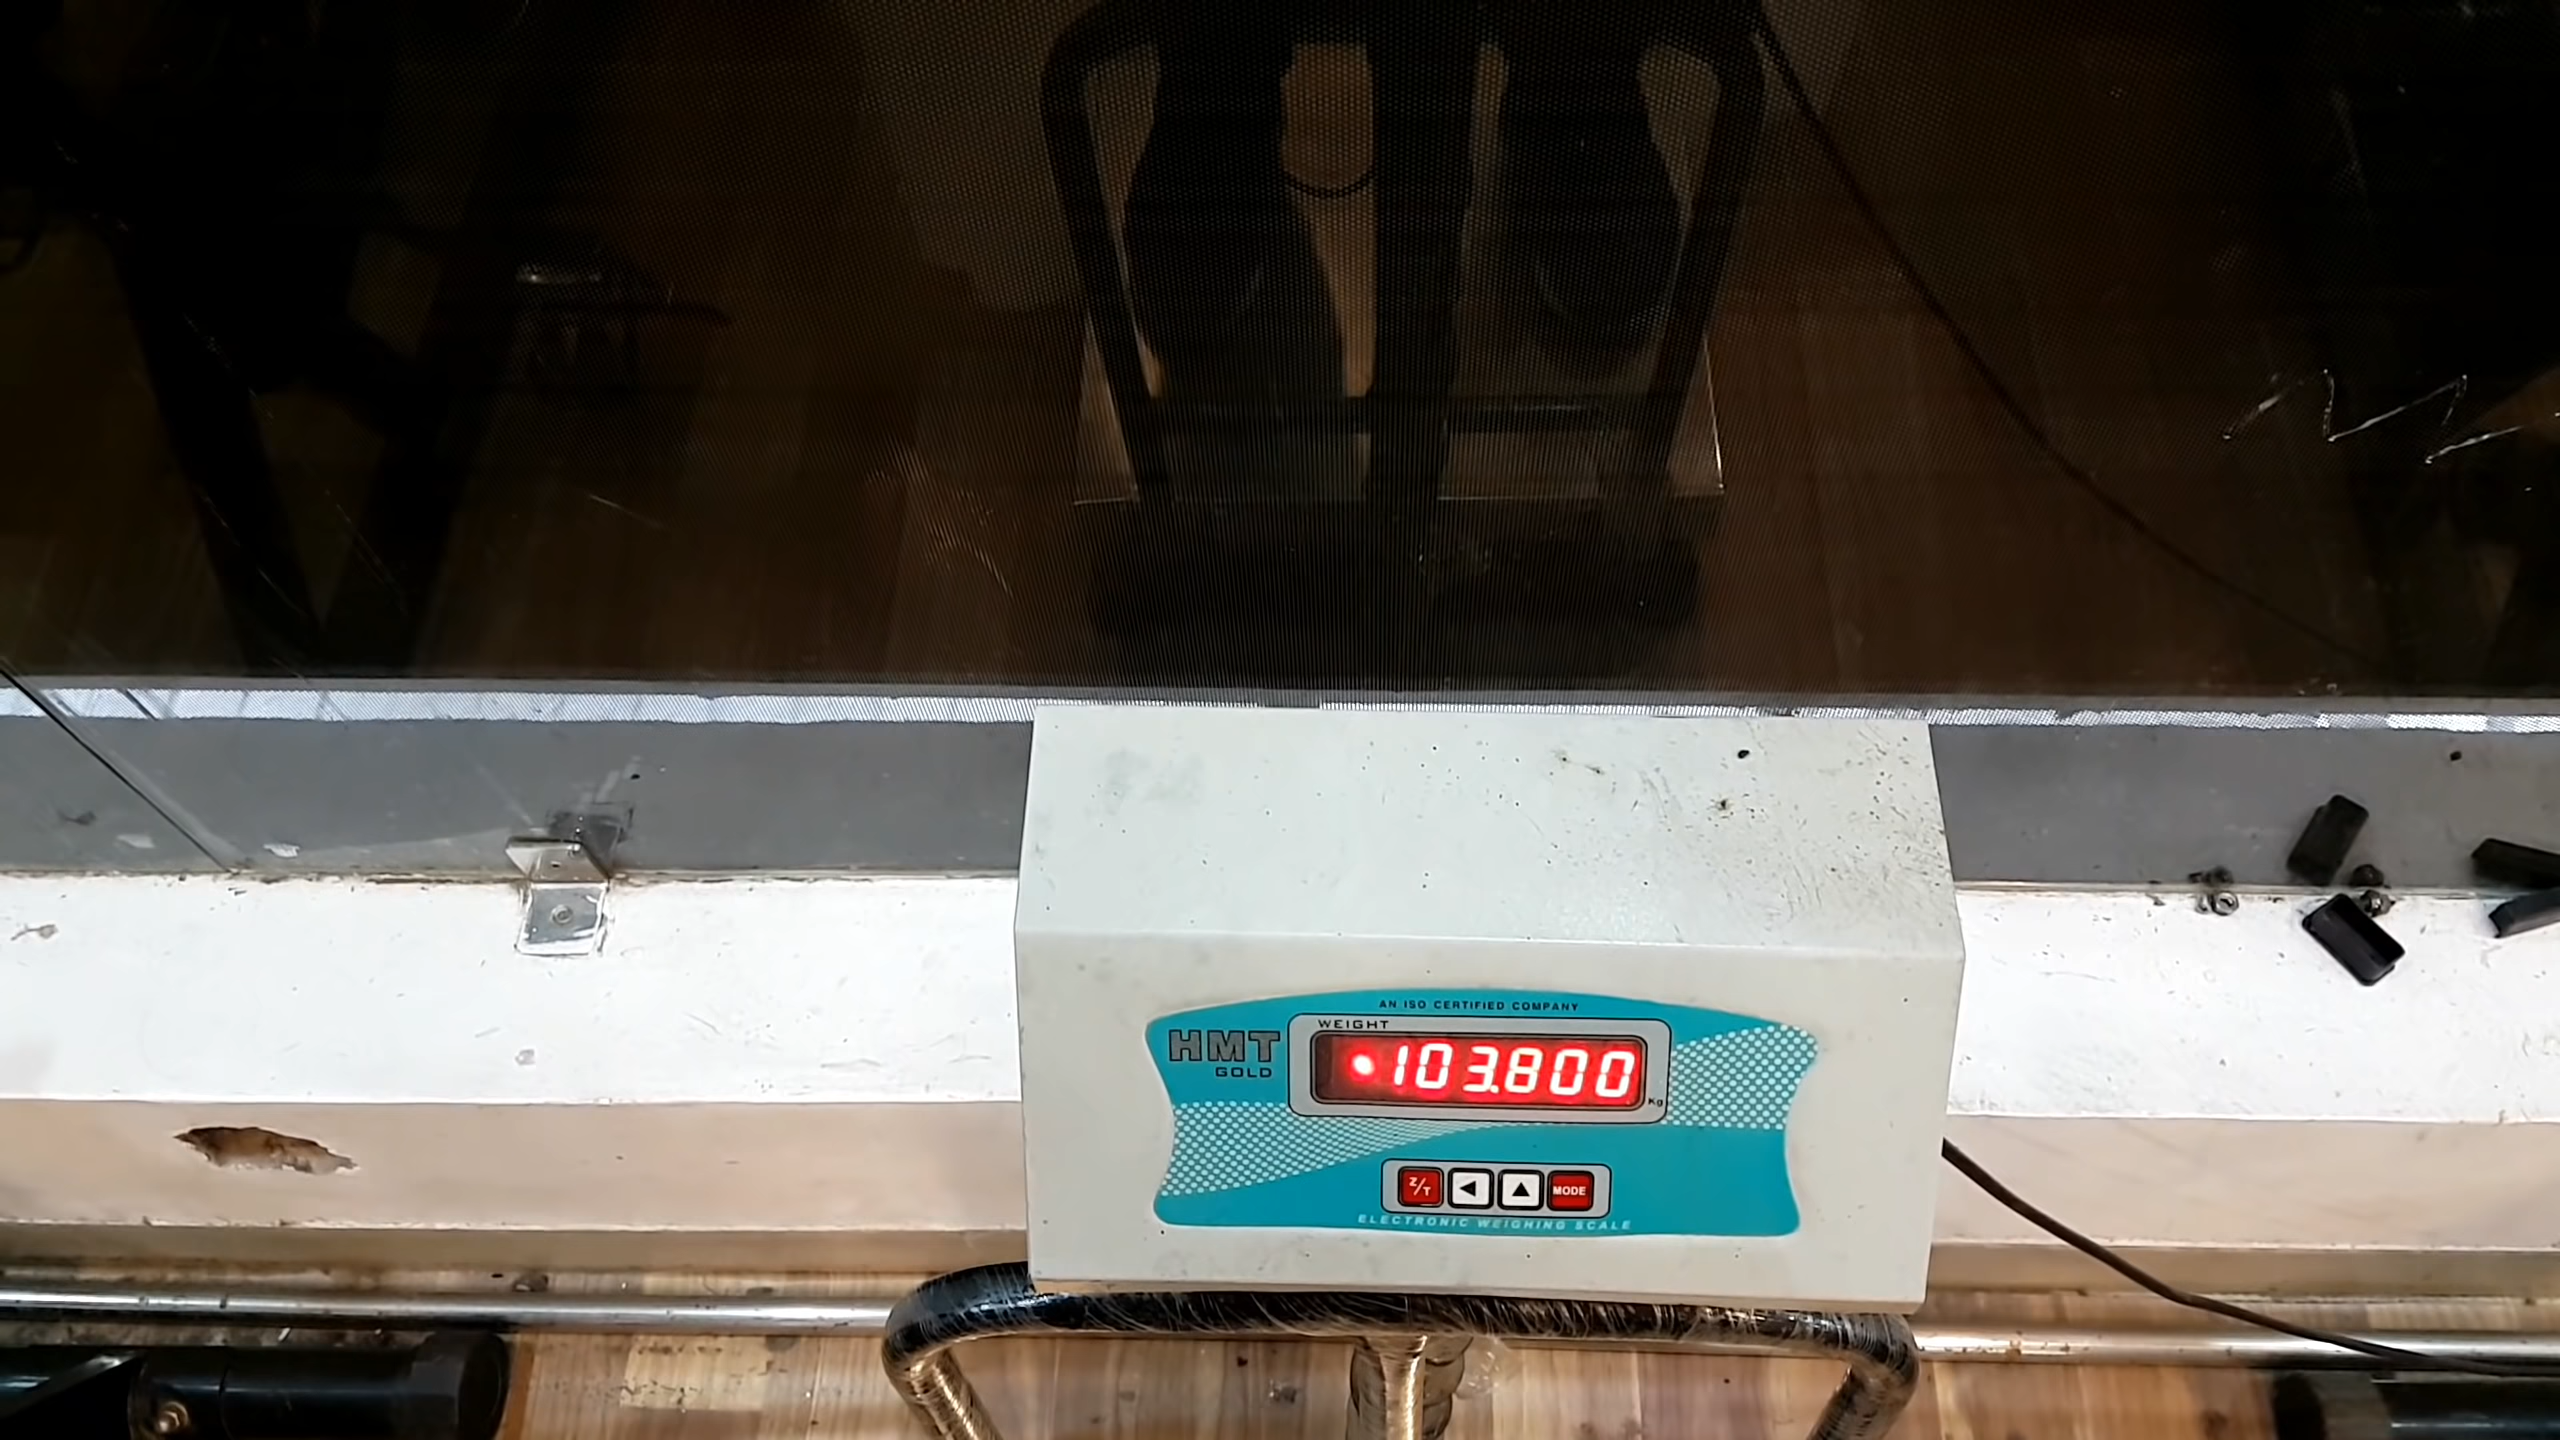 AN ISO CERTIFIED COMPANY
HMT
GOLD
WEIGHT
103.800
Kg
Z/T
MODE
ELECTRONIC WEIGHING SCALE